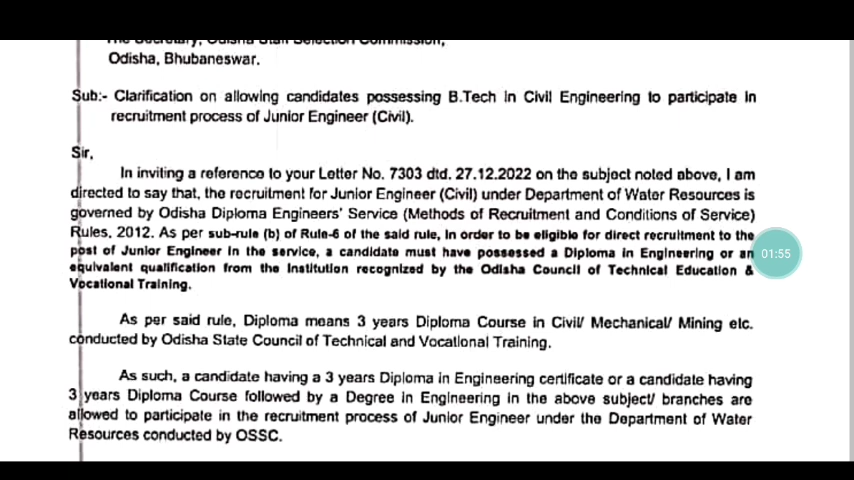 The Secretary, Odisha Staff Selection Commission,
Odisha, Bhubaneswar.
Sub:- Clarification on allowing candidates possessing B.Tech in Civil Engineering to participate in
recruitment process of Junior Engineer (Civil).
Sir,
In inviting a reference to your Letter No. 7303 dtd. 27.12.2022 on the subject noted above, I am
directed to say that, the recruitment for Junior Engineer (Civil) under Department of Water Resources is
governed by Odisha Diploma Engineers' Service (Methods of Recruitment and Conditions of Service)
Rules, 2012. As per sub-rule (b) of Rule-6 of the said rule, in order to be eligible for direct recruitment to the
post of Junior Engineer in the service, a candidate must have possessed a Diploma in Engineering or an
equivalent qualification from the Institution recognized by the Odisha Council of Technical Education &
Vocational Training.
As per said rule, Diploma means 3 years Diploma Course in Civil/ Mechanical/ Mining etc.
conducted by Odisha State Council of Technical and Vocational Training.
As such, a candidate having a 3 years Diploma in Engineering certificate or a candidate having
3 years Diploma Course followed by a Degree in Engineering in the above subject/ branches are
allowed to participate in the recruitment process of Junior Engineer under the Department of Water
Resources conducted by OSSC.
01:55